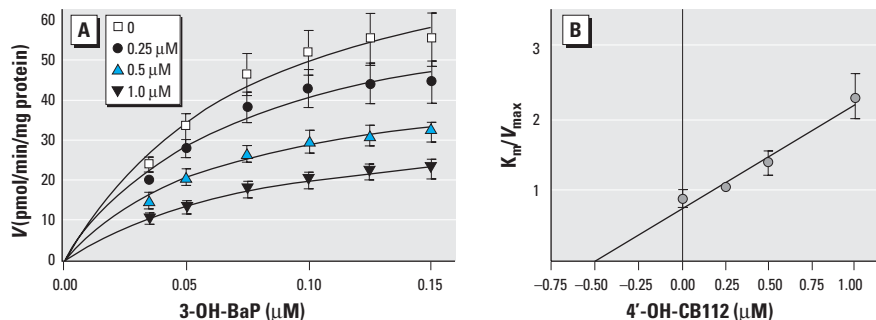 A
0
0.25 μM
0.5 μM
1.0 μM
60
50
40
30
20
10
0
V(pmol/min/mg protein)
0.00 0.05 0.10 0.15
3-OH-BaP (μM)
B
3
2
1
Km/Vmax
–0.75 –0.50 –0.25 0.00 0.25 0.50 0.75 1.00
4′-OH-CB112 (μM)